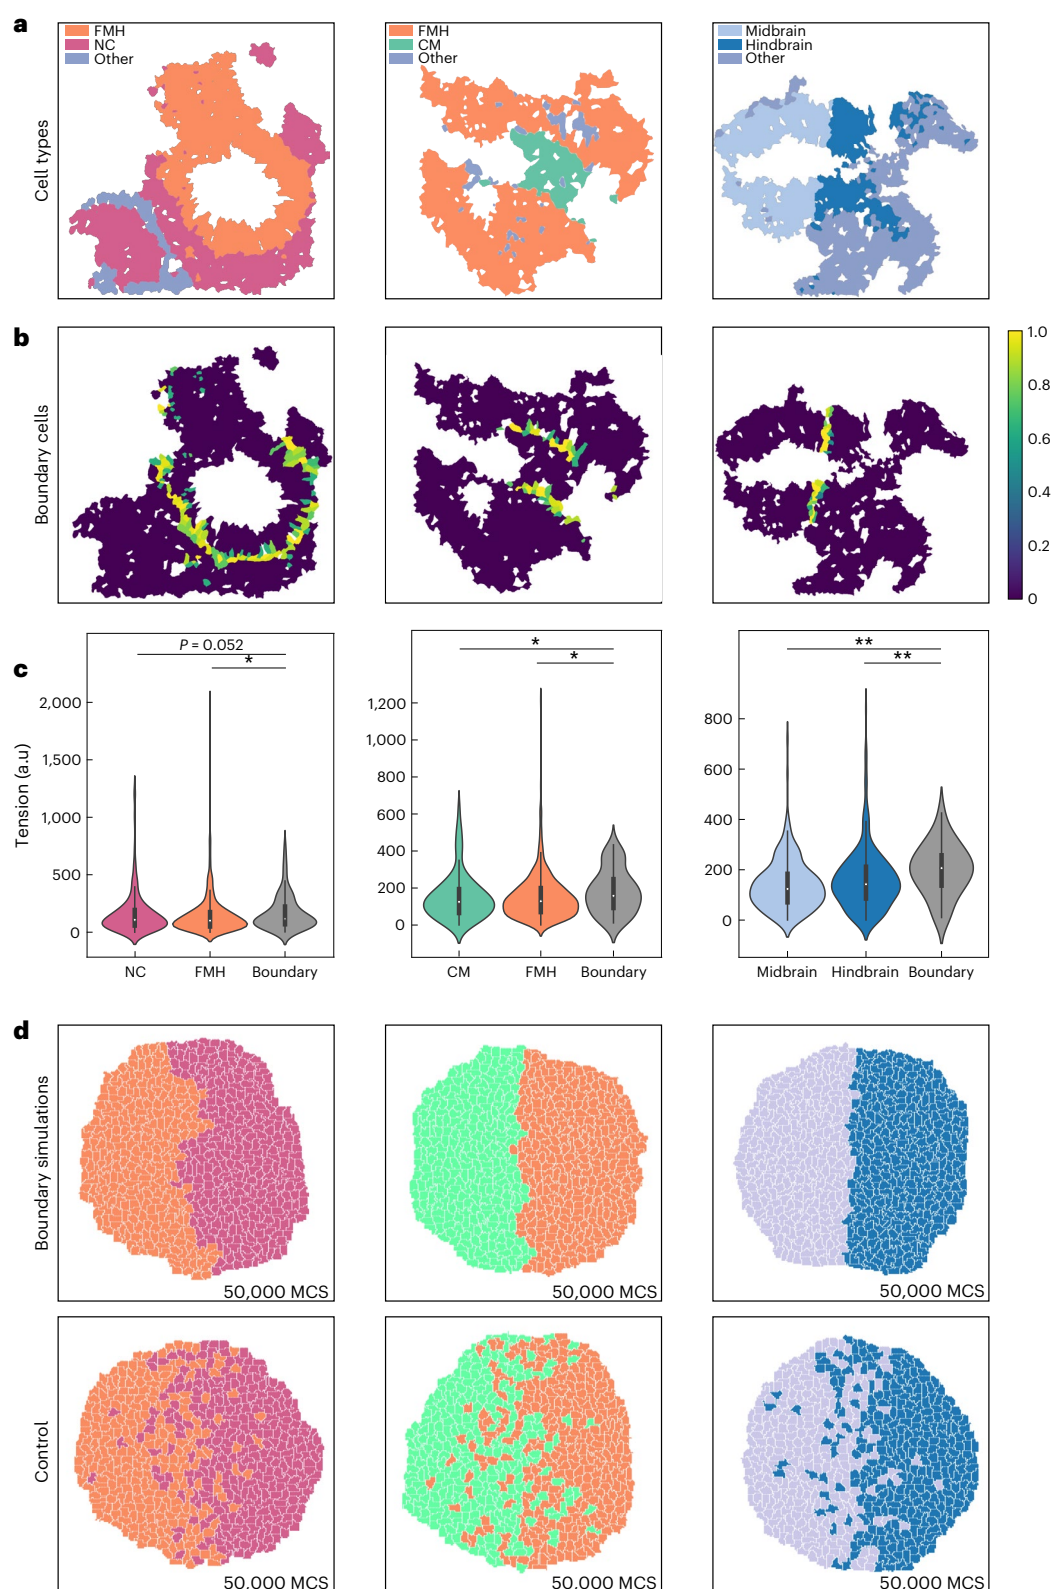 a
FMH
NC
Other
FMH
CM
Other
Midbrain
Hindbrain
Other
Cell types
b
Boundary cells
1.0
0.8
0.6
0.4
0.2
0
c
Tension (a.u)
2,000
1,500
1,000
500
0
P = 0.052
*
NC FMH Boundary
1,200
1,000
800
600
400
200
0
*
*
CM FMH Boundary
800
600
400
200
0
**
**
Midbrain Hindbrain Boundary
d
Boundary simulations
50,000 MCS
50,000 MCS
50,000 MCS
Control
50,000 MCS
50,000 MCS
50,000 MCS